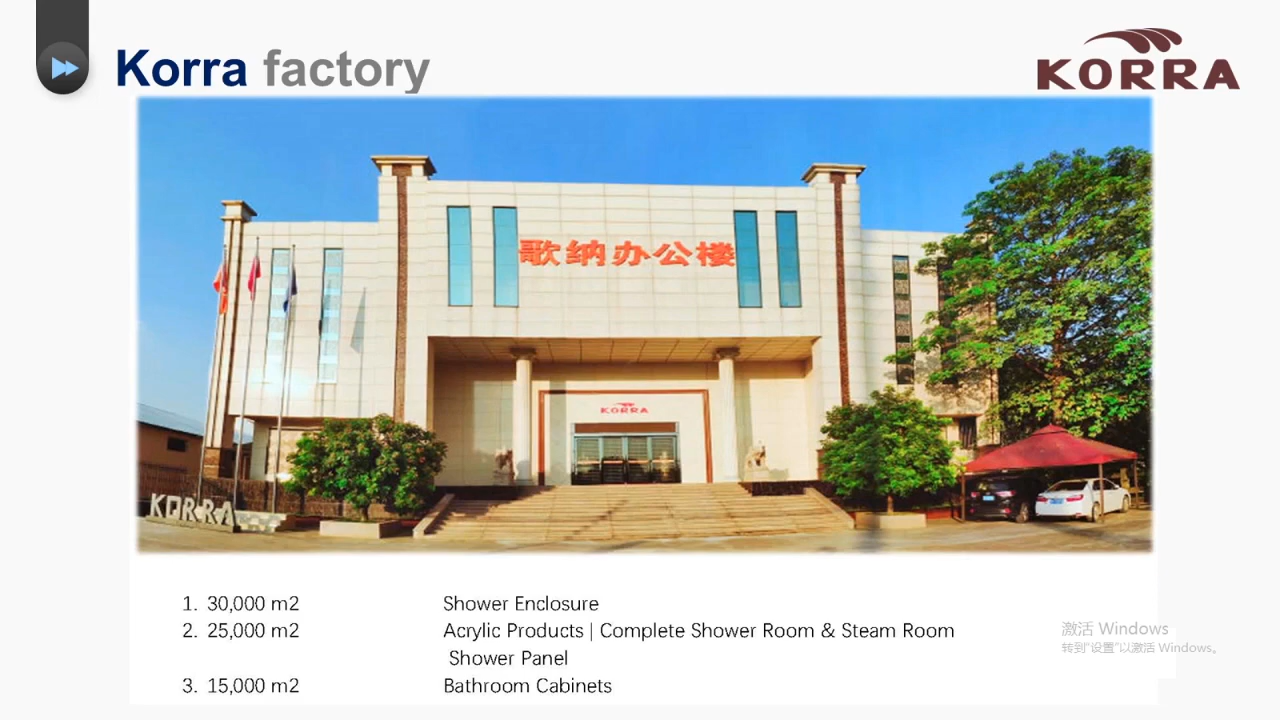 Korra factory
KORRA
歌纳办公楼
KORRA
KORRA
1. 30,000 m2 Shower Enclosure
2. 25,000 m2 Acrylic Products | Complete Shower Room & Steam Room
Shower Panel
3. 15,000 m2 Bathroom Cabinets
激活 Windows
转到"设置"以激活 Windows。